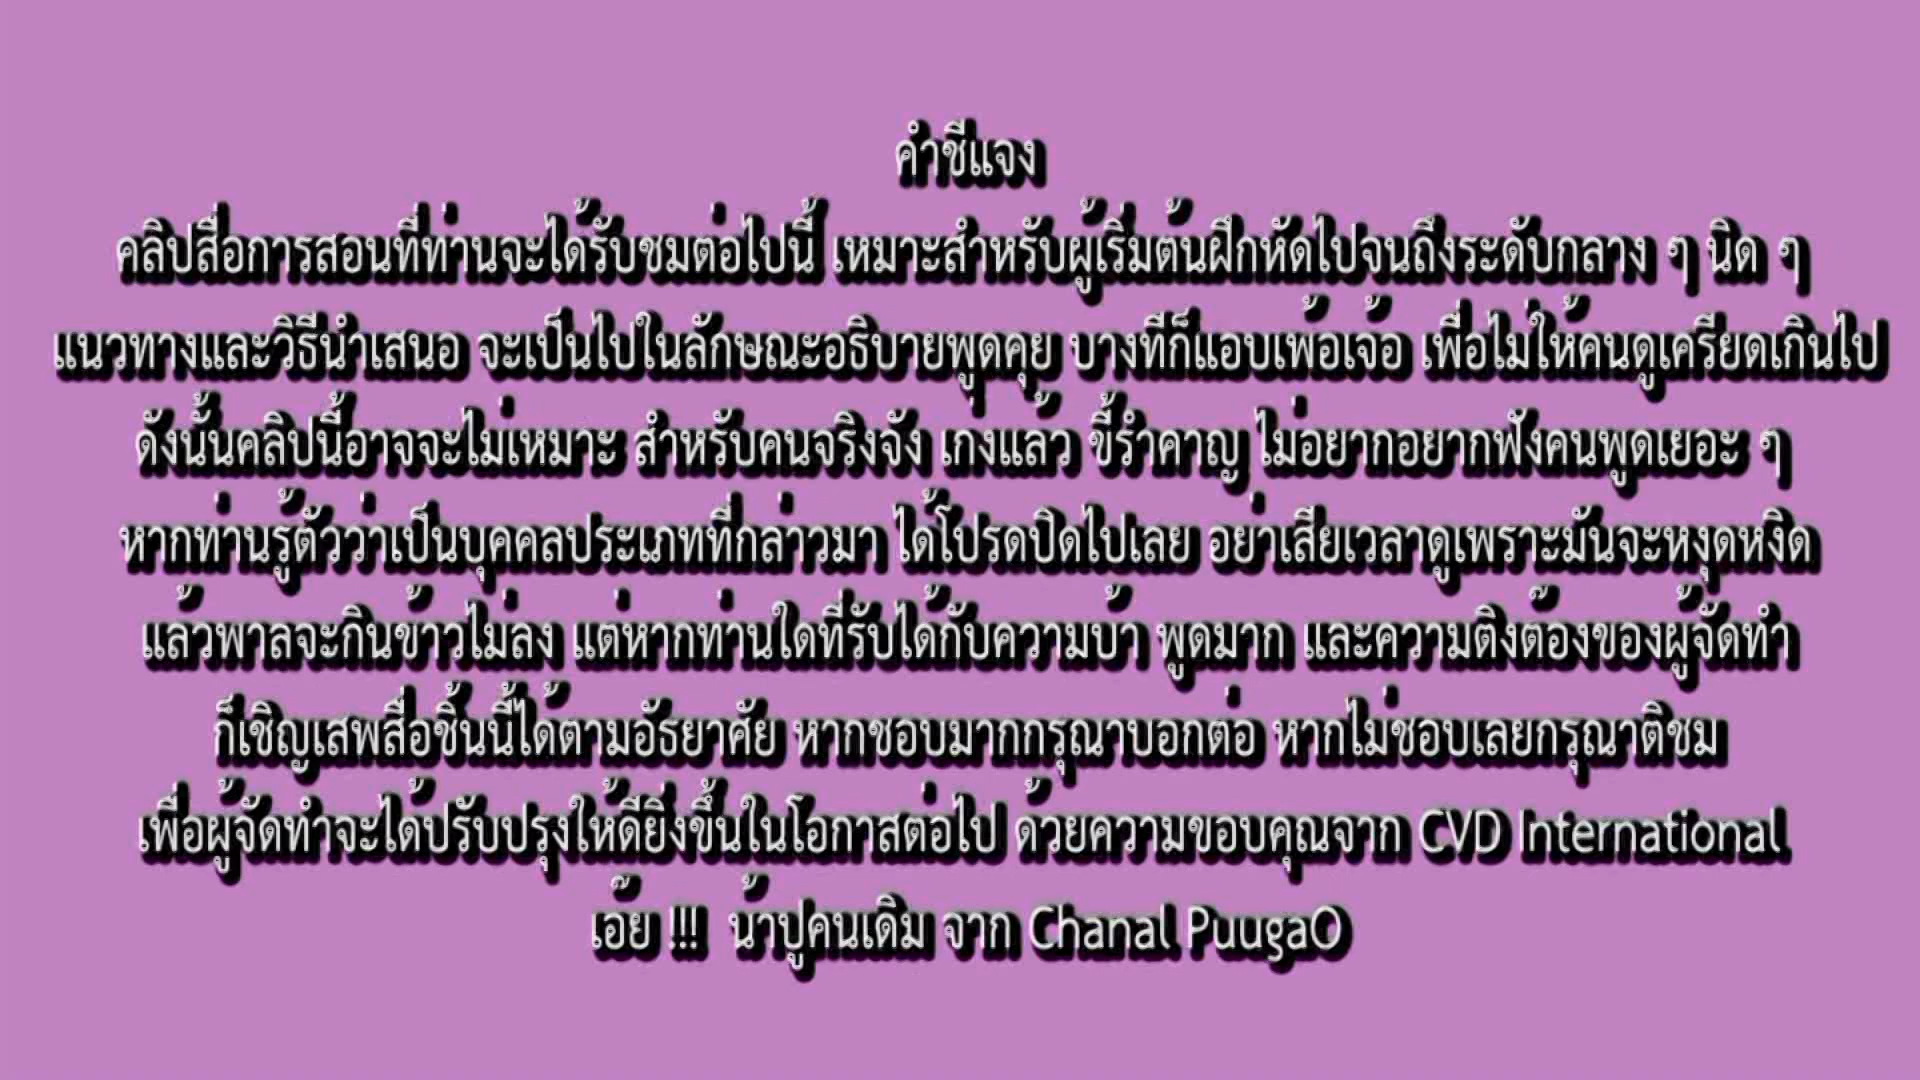 คำชี้แจง
คลิปสื่อการสอนที่ท่านจะได้รับชมต่อไปนี้ เหมาะสำหรับผู้เริ่มต้นฝึกหัดไปจนถึงระดับกลาง ๆ นิด ๆ
แนวทางและวิธีนำเสนอ จะเป็นไปในลักษณะอธิบายพูดคุย บางทีก็แอบเพ้อเจ้อ เพื่อไม่ให้คนดูเครียดเกินไป
ดังนั้นคลิปนี้อาจจะไม่เหมาะ สำหรับคนจริงจัง เก่งแล้ว ขี้รำคาญ ไม่อยากอยากฟังคนพูดเยอะ ๆ
หากท่านรู้ตัวว่าเป็นบุคคลประเภทที่กล่าวมา ได้โปรดปิดไปเลย อย่าเสียเวลาดูเพราะมันจะหงุดหงิด
แล้วพาลจะกินข้าวไม่ลง แต่หากท่านใดที่รับได้กับความบ้า พูดมาก และความติงต๊องของผู้จัดทำ
ก็เชิญเสพสื่อชิ้นนี้ได้ตามอัธยาศัย หากชอบมากกรุณาบอกต่อ หากไม่ชอบเลยกรุณาติชม
เพื่อผู้จัดทำจะได้ปรับปรุงให้ดียิ่งขึ้นในโอกาสต่อไป ด้วยความขอบคุณจาก CVD International
เอ๊ย !!! น้าปูคนเดิม จาก Chanal PuugaO